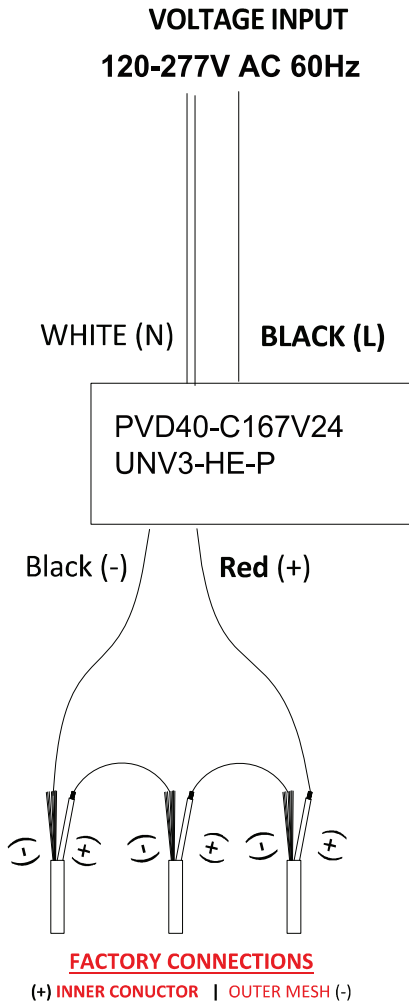 VOLTAGE INPUT
120-277V AC 60Hz
WHITE (N)
BLACK (L)
PVD40-C167V24
UNV3-HE-P
Black (-)
Red (+)
(-) (+) (-) (+) (-) (+)
FACTORY CONNECTIONS
(+) INNER CONUCTOR | OUTER MESH (-)